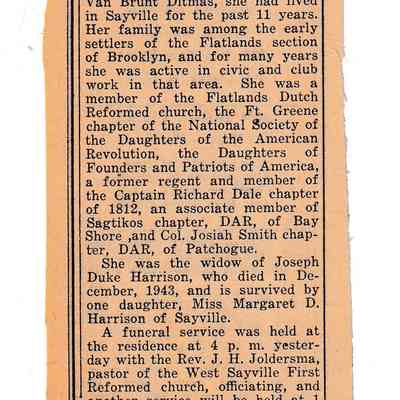 Van Brunt Ditmas, she had lived
in Sayville for the past 11 years.
Her family was among the early
settlers of the Flatlands section
of Brooklyn, and for many years
she was active in civic and club
work in that area. She was a
member of the Flatlands Dutch
Reformed church, the Ft. Greene
chapter of the National Society of
the Daughters of the American
Revolution, the Daughters of
Founders and Patriots of America,
a former regent and member of
the Captain Richard Dale chapter
of 1812, an associate member of
Sagtikos chapter, DAR, of Bay
Shore ,and Col. Josiah Smith chap-
ter, DAR, of Patchogue.
She was the widow of Joseph
Duke Harrison, who died in De-
cember, 1943, and is survived by
one daughter, Miss Margaret D.
Harrison of Sayville.
A funeral service was held at
the residence at 4 p. m. yester-
day with the Rev. J. H. Joldersma,
pastor of the West Sayville First
Reformed church, officiating, and
another service will be held at 1